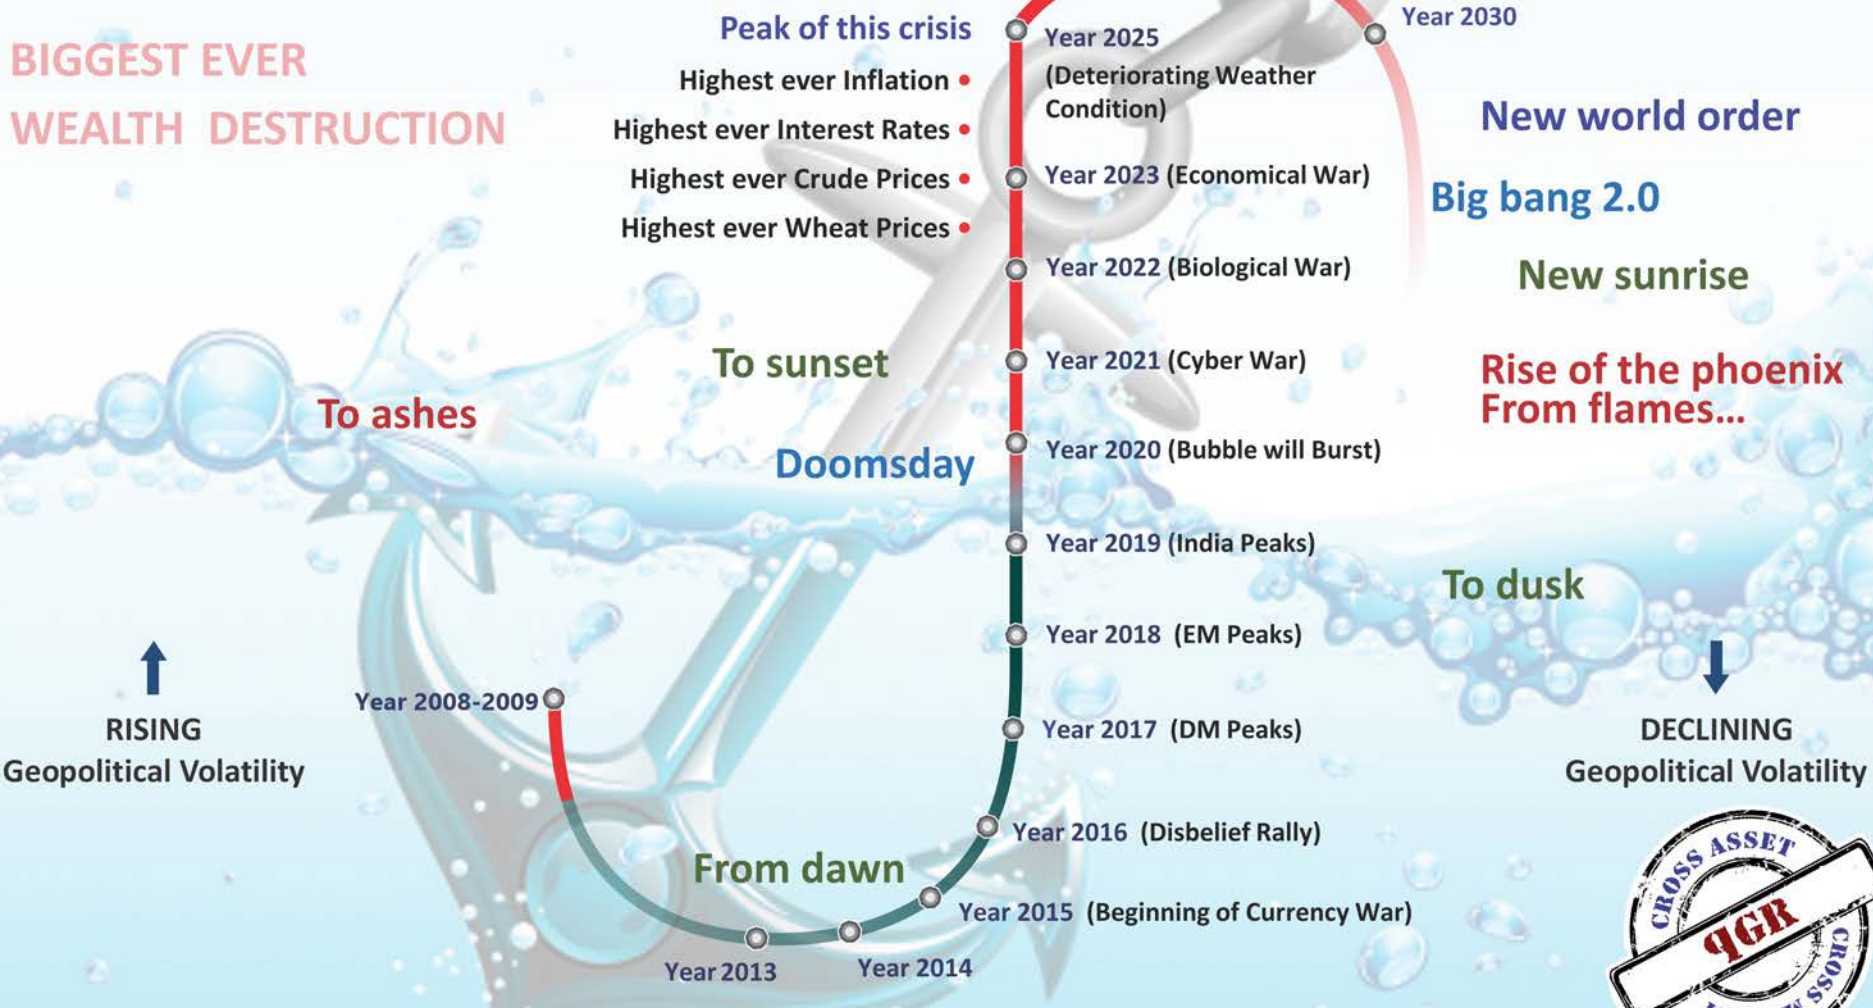 BIGGEST EVER
WEALTH DESTRUCTION
Peak of this crisis
Highest ever Inflation
Highest ever Interest Rates
Highest ever Crude Prices
Highest ever Wheat Prices
Year 2030
Year 2025
(Deteriorating Weather
Condition)
Year 2023 (Economical War)
Year 2022 (Biological War)
Year 2021 (Cyber War)
Year 2020 (Bubble will Burst)
Year 2019 (India Peaks)
Year 2018 (EM Peaks)
Year 2017 (DM Peaks)
Year 2016 (Disbelief Rally)
Year 2015 (Beginning of Currency War)
Year 2014
Year 2013
Year 2008-2009
New world order
Big bang 2.0
New sunrise
Rise of the phoenix
From flames...
To sunset
To ashes
Doomsday
To dusk
From dawn
RISING
Geopolitical Volatility
DECLINING
Geopolitical Volatility
CROSS ASSET
qGR
CROSS